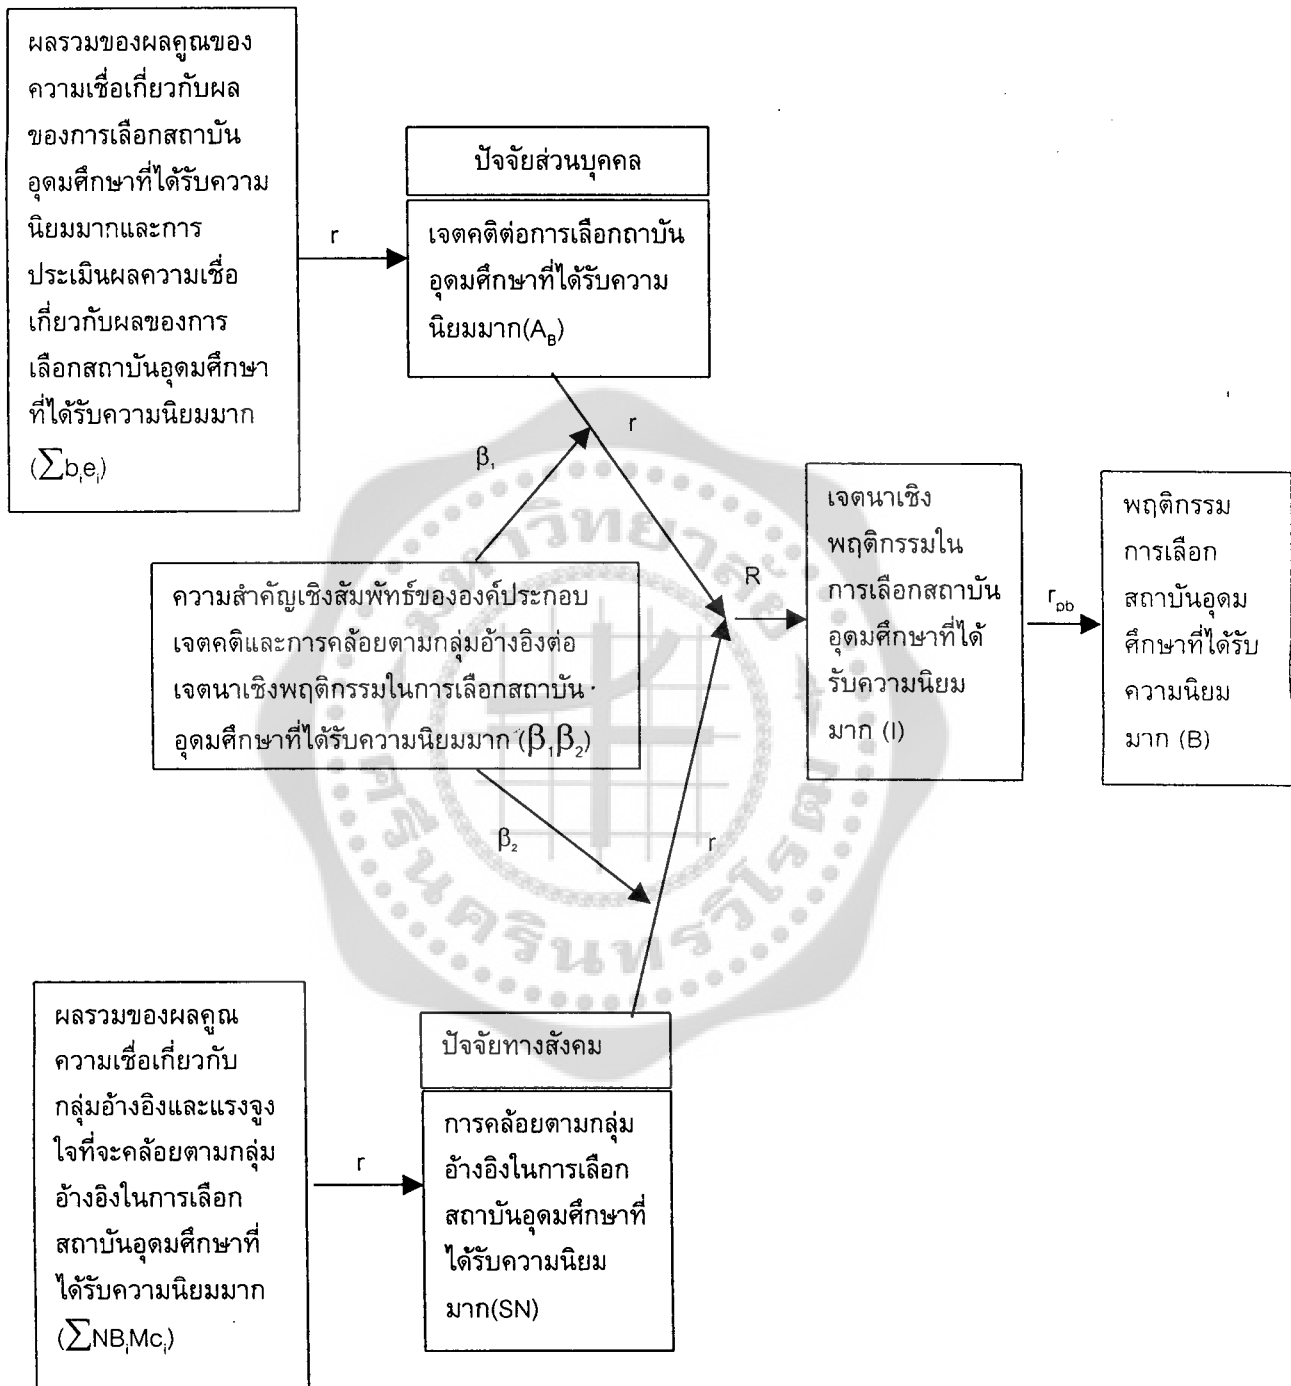 ผลรวมของผลคูณของ
ความเชื่อเกี่ยวกับผล
ของการเลือกสถาบัน
อุดมศึกษาที่ได้รับความ
นิยมมากและการ
ประเมินผลความเชื่อ
เกี่ยวกับผลของการ
เลือกสถาบันอุดมศึกษา
ที่ได้รับความนิยมมาก
(∑bᵢeᵢ)
r
ปัจจัยส่วนบุคคล
เจตคติต่อการเลือกถาบัน
อุดมศึกษาที่ได้รับความ
นิยมมาก(A_B)
β₁
r
ความสำคัญเชิงสัมพัทธ์ขององค์ประกอบ
เจตคติและการคล้อยตามกลุ่มอ้างอิงต่อ
เจตนาเชิงพฤติกรรมในการเลือกสถาบัน
อุดมศึกษาที่ได้รับความนิยมมาก (β₁β₂)
β₂
r
R
เจตนาเชิง
พฤติกรรมใน
การเลือกสถาบัน
อุดมศึกษาที่ได้
รับความนิยม
มาก (I)
r_pb
พฤติกรรม
การเลือก
สถาบันอุดม
ศึกษาที่ได้รับ
ความนิยม
มาก (B)
ผลรวมของผลคูณ
ความเชื่อเกี่ยวกับ
กลุ่มอ้างอิงและแรงจูง
ใจที่จะคล้อยตามกลุ่ม
อ้างอิงในการเลือก
สถาบันอุดมศึกษาที่
ได้รับความนิยมมาก
(∑NBᵢMcᵢ)
r
ปัจจัยทางสังคม
การคล้อยตามกลุ่ม
อ้างอิงในการเลือก
สถาบันอุดมศึกษาที่
ได้รับความนิยม
มาก(SN)
มหาวิทยาลัย
ศรีนครินทรวิโรฒ